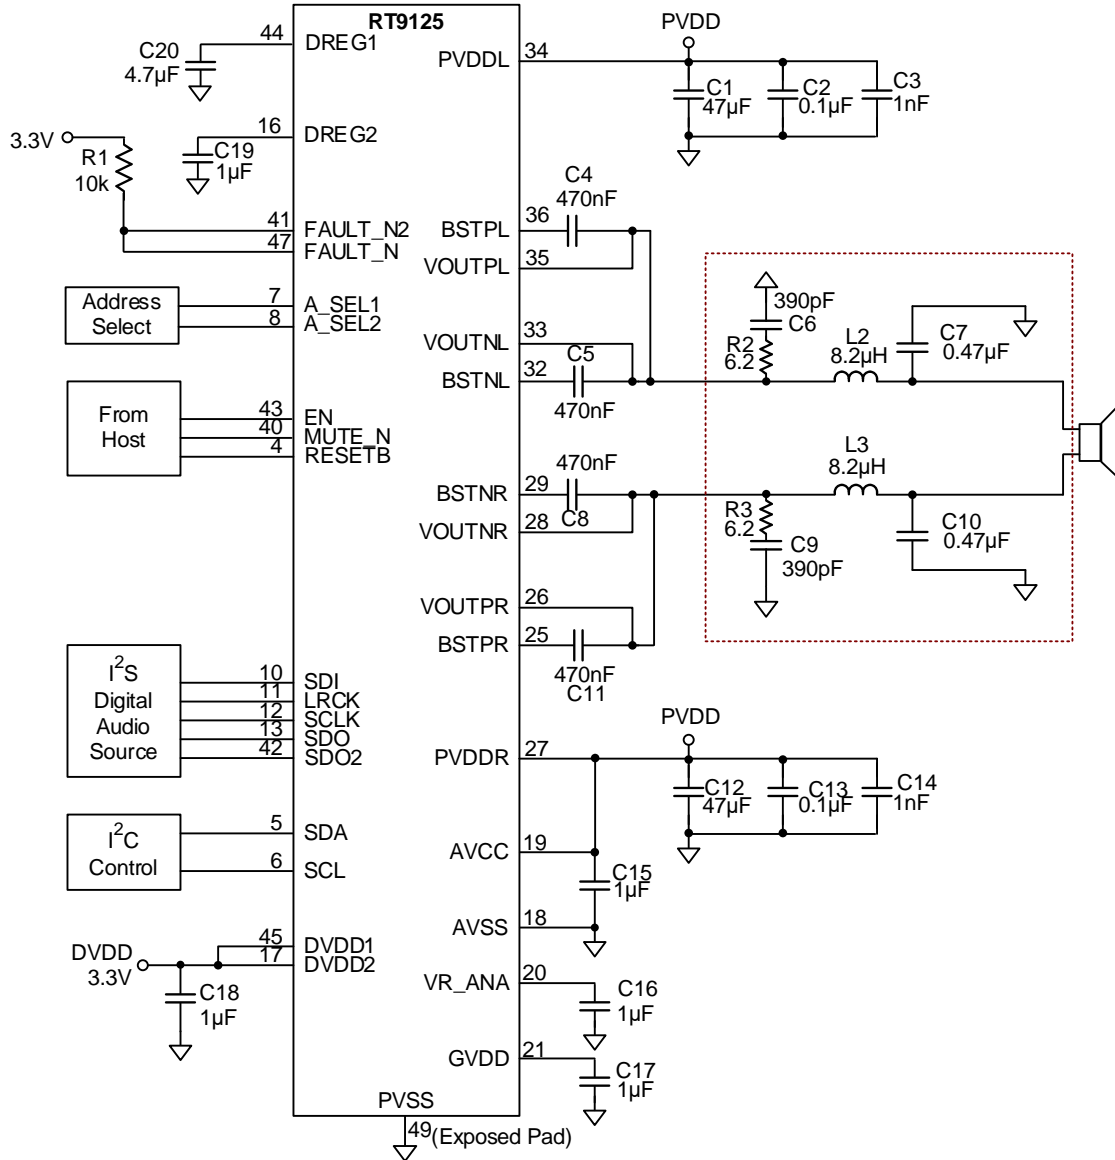 RT9125
44
DREG1
C20
4.7µF
16
DREG2
C19
1µF
3.3V
R1
10k
41
FAULT_N2
47
FAULT_N
Address
Select
7
A_SEL1
8
A_SEL2
From
Host
43
EN
40
MUTE_N
4
RESETB
I2S
Digital
Audio
Source
10
SDI
11
LRCK
12
SCLK
13
SDO
42
SDO2
I2C
Control
5
SDA
6
SCL
DVDD
3.3V
45
DVDD1
17
DVDD2
C18
1µF
PVSS
49(Exposed Pad)
PVDD
PVDDL
34
C1
47µF
C2
0.1µF
C3
1nF
C4
470nF
BSTPL
36
VOUTPL
35
VOUTNL
33
BSTNL
32
C5
470nF
390pF
C6
R2
6.2
L2
8.2µH
C7
0.47µF
470nF
C8
BSTNR
29
VOUTNR
28
VOUTPR
26
BSTPR
25
470nF
C11
L3
8.2µH
R3
6.2
C9
390pF
C10
0.47µF
PVDD
PVDDR
27
C12
47µF
C13
0.1µF
C14
1nF
AVCC
19
C15
1µF
AVSS
18
VR_ANA
20
C16
1µF
GVDD
21
C17
1µF